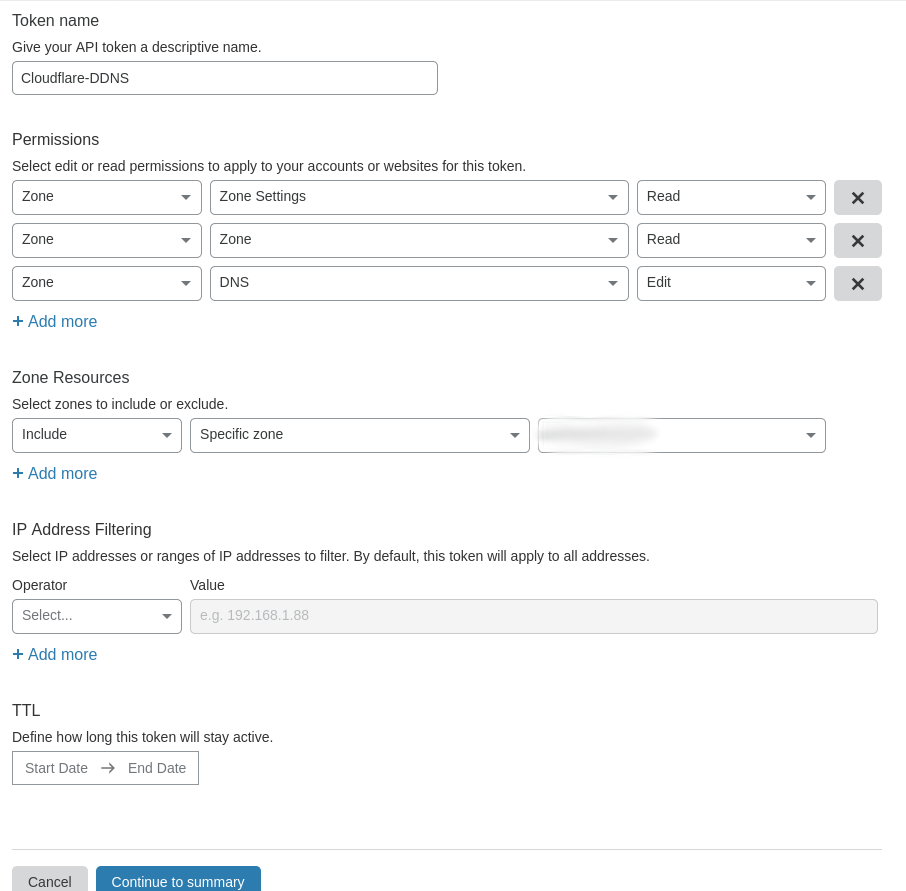 Token name
Give your API token a descriptive name.
Cloudflare-DDNS
Permissions
Select edit or read permissions to apply to your accounts or websites for this token.
Zone Zone Settings Read
Zone Zone Read
Zone DNS Edit
+ Add more
Zone Resources
Select zones to include or exclude.
Include Specific zone
+ Add more
IP Address Filtering
Select IP addresses or ranges of IP addresses to filter. By default, this token will apply to all addresses.
Operator Value
Select... e.g. 192.168.1.88
+ Add more
TTL
Define how long this token will stay active.
Start Date → End Date
Cancel Continue to summary